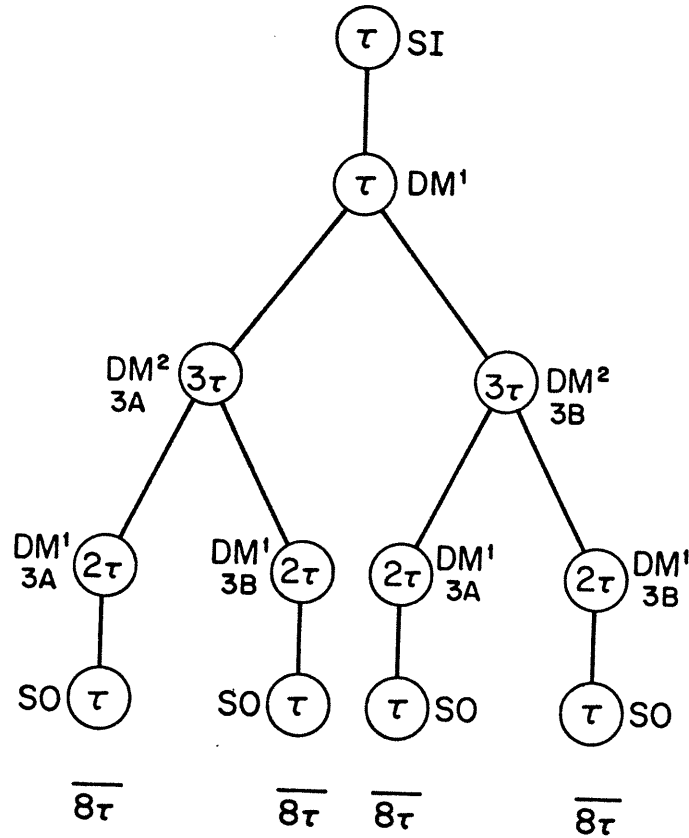 τ SI
τ DM¹
DM² 3τ 3τ DM²
3A 3B
DM¹ 2τ DM¹ 2τ 2τ DM¹ 2τ DM¹
3A 3B 3A 3B
SO τ SO τ τ SO τ SO
8τ 8τ 8τ 8τ